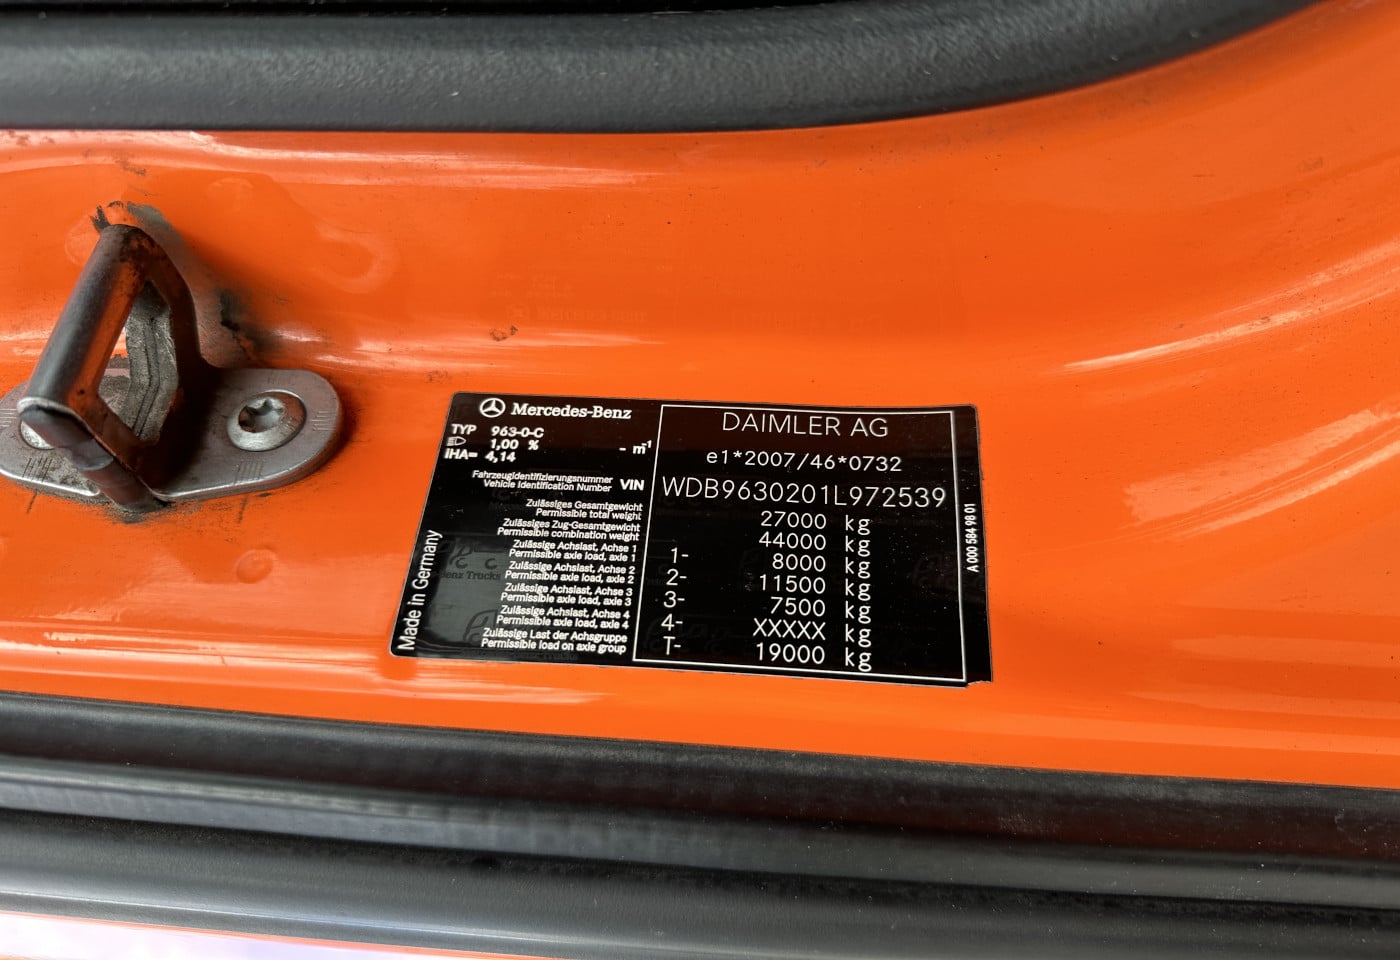 Mercedes-Benz
TYP 963-0-C
1,00 % - m⁻¹
IHA= 4,14
Fahrzeugidentifizierungsnummer
Vehicle Identification Number VIN
Zulässiges Gesamtgewicht
Permissible total weight
Zulässiges Zug-Gesamtgewicht
Permissible combination weight
Zulässige Achslast, Achse 1
Permissible axle load, axle 1
Zulässige Achslast, Achse 2
Permissible axle load, axle 2
Zulässige Achslast, Achse 3
Permissible axle load, axle 3
Zulässige Achslast, Achse 4
Permissible axle load, axle 4
Zulässige Last der Achsgruppe
Permissible load on axle group
Made in Germany
DAIMLER AG
e1*2007/46*0732
WDB9630201L972539
27000 kg
44000 kg
1- 8000 kg
2- 11500 kg
3- 7500 kg
4- XXXXX kg
T- 19000 kg
A 000 584 98 01
Benz Trucks